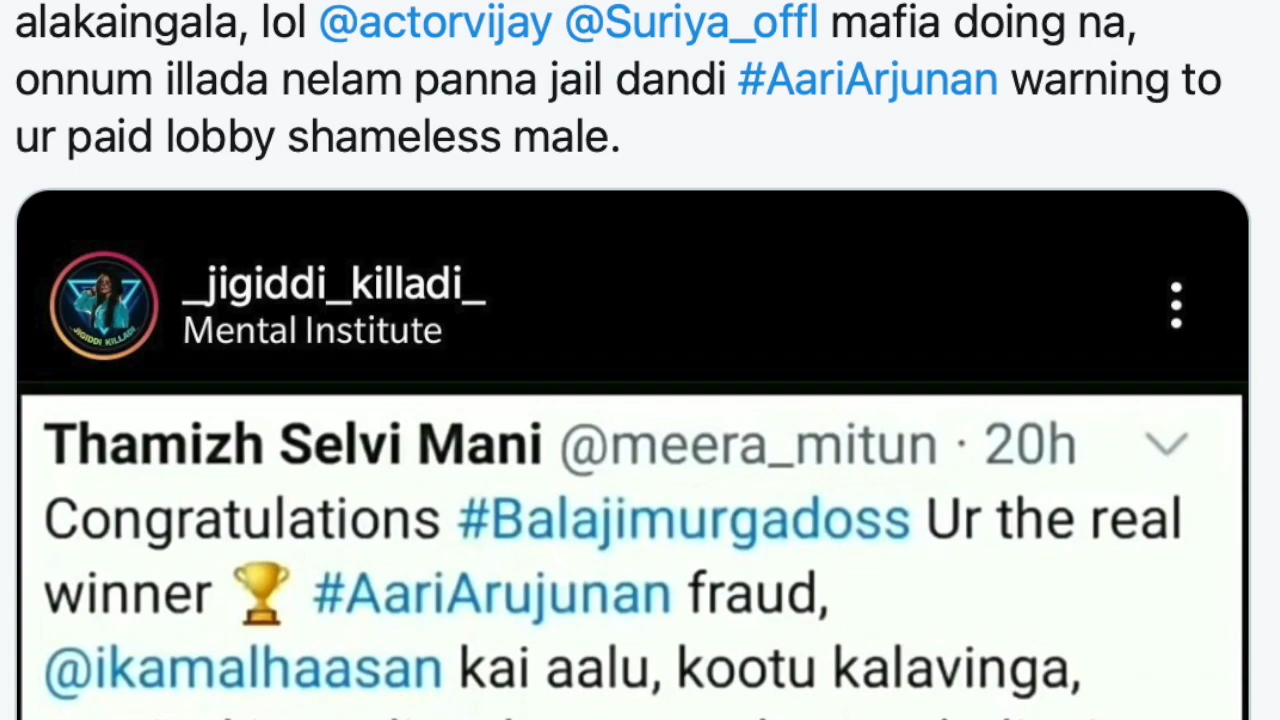 alakaingala, lol @actorvijay @Suriya_offl mafia doing na,
onnum illada nelam panna jail dandi #AariArjunan warning to
ur paid lobby shameless male.
_jigiddi_killadi_
Mental Institute
JIGIDDI KILLADI
Thamizh Selvi Mani @meera_mitun · 20h
Congratulations #Balajimurgadoss Ur the real
winner 🏆 #AariArujunan fraud,
@ikamalhaasan kai aalu, kootu kalavinga,